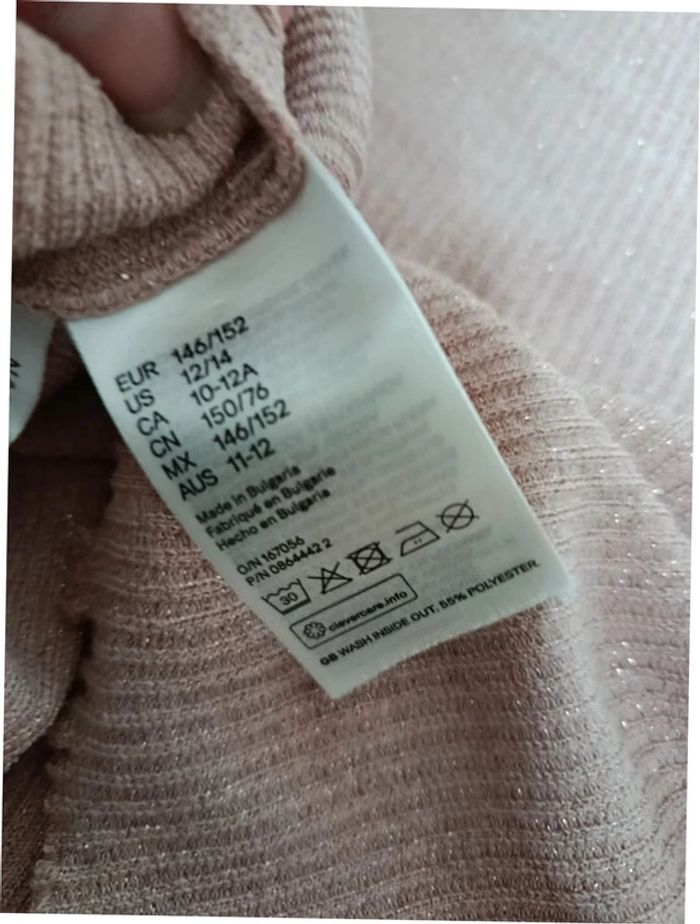 EUR 146/152
US 12/14
CA 10-12A
CN 150/76
MX 146/152
AUS 11-12
Made in Bulgaria
Fabriqué en Bulgarie
Hecho en Bulgaria
O/N 167056
P/N 0864442 2
30
clevercare.info
GB WASH INSIDE OUT. 55% POLYESTER.